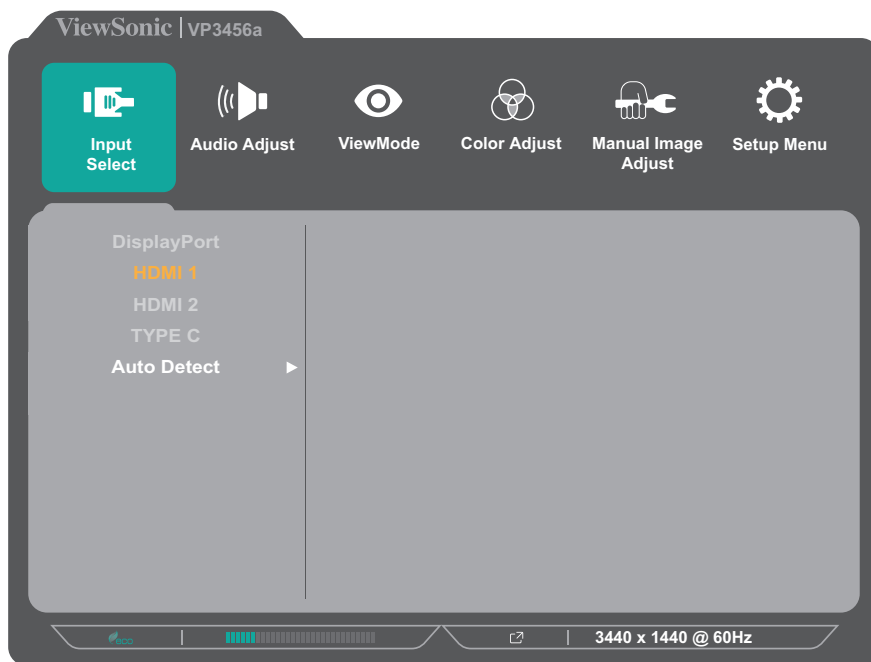 ViewSonic | VP3456a
Input
Select
Audio Adjust
ViewMode
Color Adjust
Manual Image
Adjust
Setup Menu
DisplayPort
HDMI 1
HDMI 2
TYPE C
Auto Detect
eco
3440 x 1440 @ 60Hz